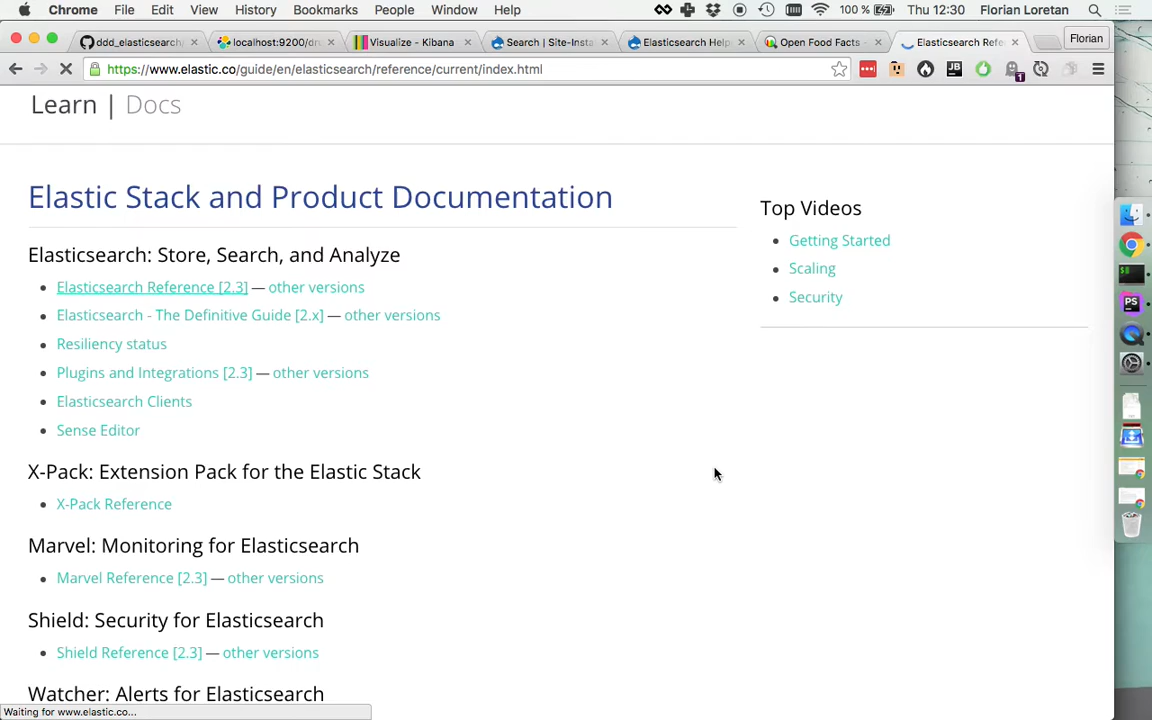 Chrome File Edit View History Bookmarks People Window Help 100 % Thu 12:30 Florian Loretan
ddd_elasticsearch/ localhost:9200/dru Visualize - Kibana Search | Site-Insta Elasticsearch Help Open Food Facts - Elasticsearch Refe Florian
https://www.elastic.co/guide/en/elasticsearch/reference/current/index.html
Learn | Docs
Elastic Stack and Product Documentation
Elasticsearch: Store, Search, and Analyze
Elasticsearch Reference [2.3] — other versions
Elasticsearch - The Definitive Guide [2.x] — other versions
Resiliency status
Plugins and Integrations [2.3] — other versions
Elasticsearch Clients
Sense Editor
X-Pack: Extension Pack for the Elastic Stack
X-Pack Reference
Marvel: Monitoring for Elasticsearch
Marvel Reference [2.3] — other versions
Shield: Security for Elasticsearch
Shield Reference [2.3] — other versions
Watcher: Alerts for Elasticsearch
Top Videos
Getting Started
Scaling
Security
Waiting for www.elastic.co...